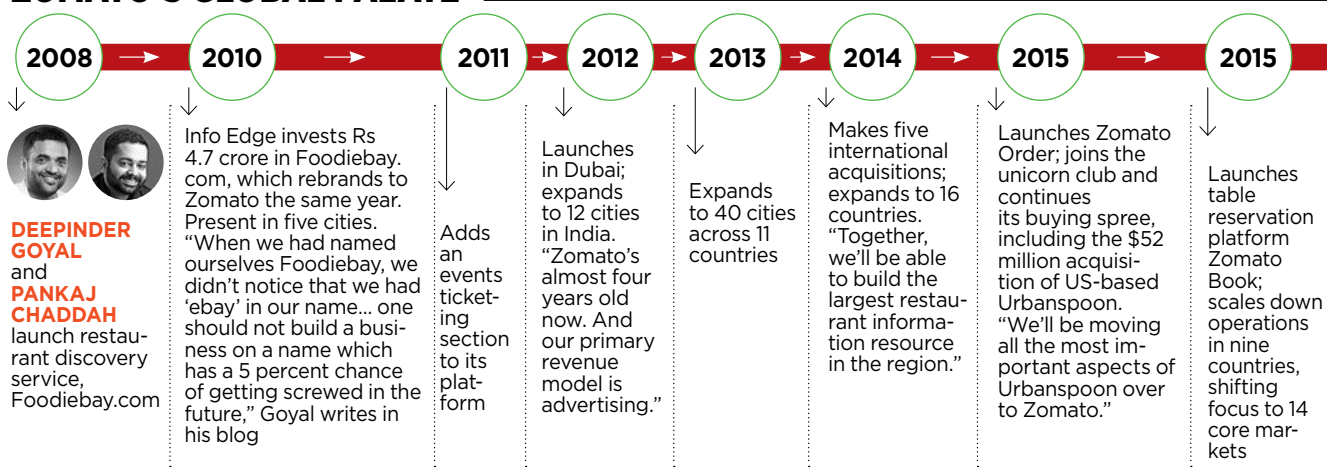 ZOMATO'S GLOBAL PALATE
2008
2010
2011
2012
2013
2014
2015
2015
DEEPINDER
GOYAL
and
PANKAJ
CHADDAH
launch restau-
rant discovery
service,
Foodiebay.com
Info Edge invests Rs
4.7 crore in Foodiebay.
com, which rebrands to
Zomato the same year.
Present in five cities.
“When we had named
ourselves Foodiebay, we
didn’t notice that we had
‘ebay’ in our name... one
should not build a busi-
ness on a name which
has a 5 percent chance
of getting screwed in the
future,” Goyal writes in
his blog
Adds
an
events
ticket-
ing
section
to its
plat-
form
Launches
in Dubai;
expands
to 12 cities
in India.
“Zomato’s
almost four
years old
now. And
our primary
revenue
model is
advertising.”
Expands
to 40 cities
across 11
countries
Makes five
international
acquisitions;
expands to 16
countries.
“Together,
we’ll be able
to build the
largest restau-
rant informa-
tion resource
in the region.”
Launches Zomato
Order; joins the
unicorn club and
continues
its buying spree,
including the $52
million acquisi-
tion of US-based
Urbanspoon.
“We’ll be moving
all the most im-
portant aspects of
Urbanspoon over
to Zomato.”
Launches
table
reservation
platform
Zomato
Book;
scales down
operations
in nine
countries,
shifting
focus to 14
core mar-
kets